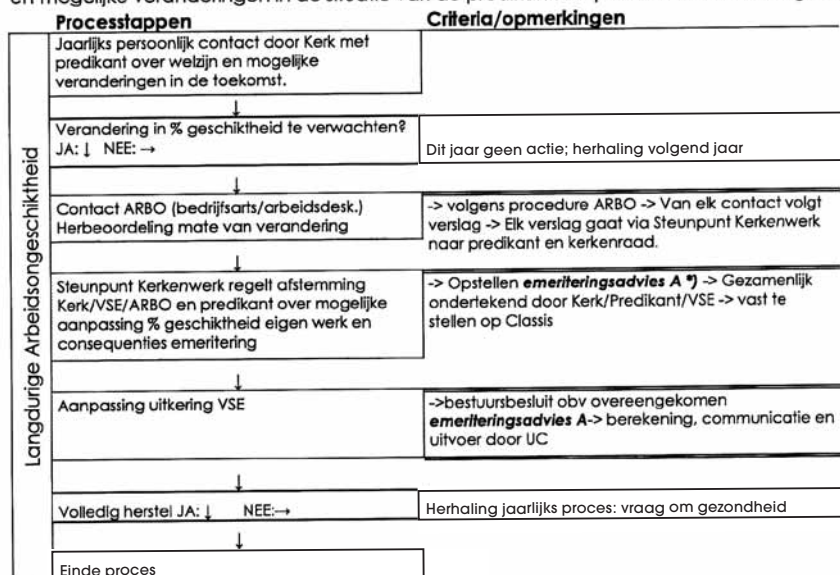 Processtappen
Criteria/opmerkingen
Langdurige Arbeidsongeschiktheid
Jaarlijks persoonlijk contact door Kerk met
predikant over welzijn en mogelijke
veranderingen in de toekomst.
↓
Verandering in % geschiktheid te verwachten?
JA: ↓ NEE: →
Dit jaar geen actie; herhaling volgend jaar
↓
Contact ARBO (bedrijfsarts/arbeidsdesk.)
Herbeoordeling mate van verandering
-> volgens procedure ARBO -> Van elk contact volgt
verslag -> Elk verslag gaat via Steunpunt Kerkenwerk
naar predikant en kerkenraad.
↓
Steunpunt Kerkenwerk regelt afstemming
Kerk/VSE/ARBO en predikant over mogelijke
aanpassing % geschiktheid eigen werk en
consequenties emeritering
-> Opstellen emeriteringsadvies A *) -> Gezamenlijk
ondertekend door Kerk/Predikant/VSE -> vast te
stellen op Classis
↓
Aanpassing uitkering VSE
->bestuursbesluit obv overeengekomen
emeriteringsadvies A-> berekening, communicatie en
uitvoer door UC
↓
Volledig herstel JA: ↓ NEE:→
Herhaling jaarlijks proces: vraag om gezondheid
↓
Einde proces